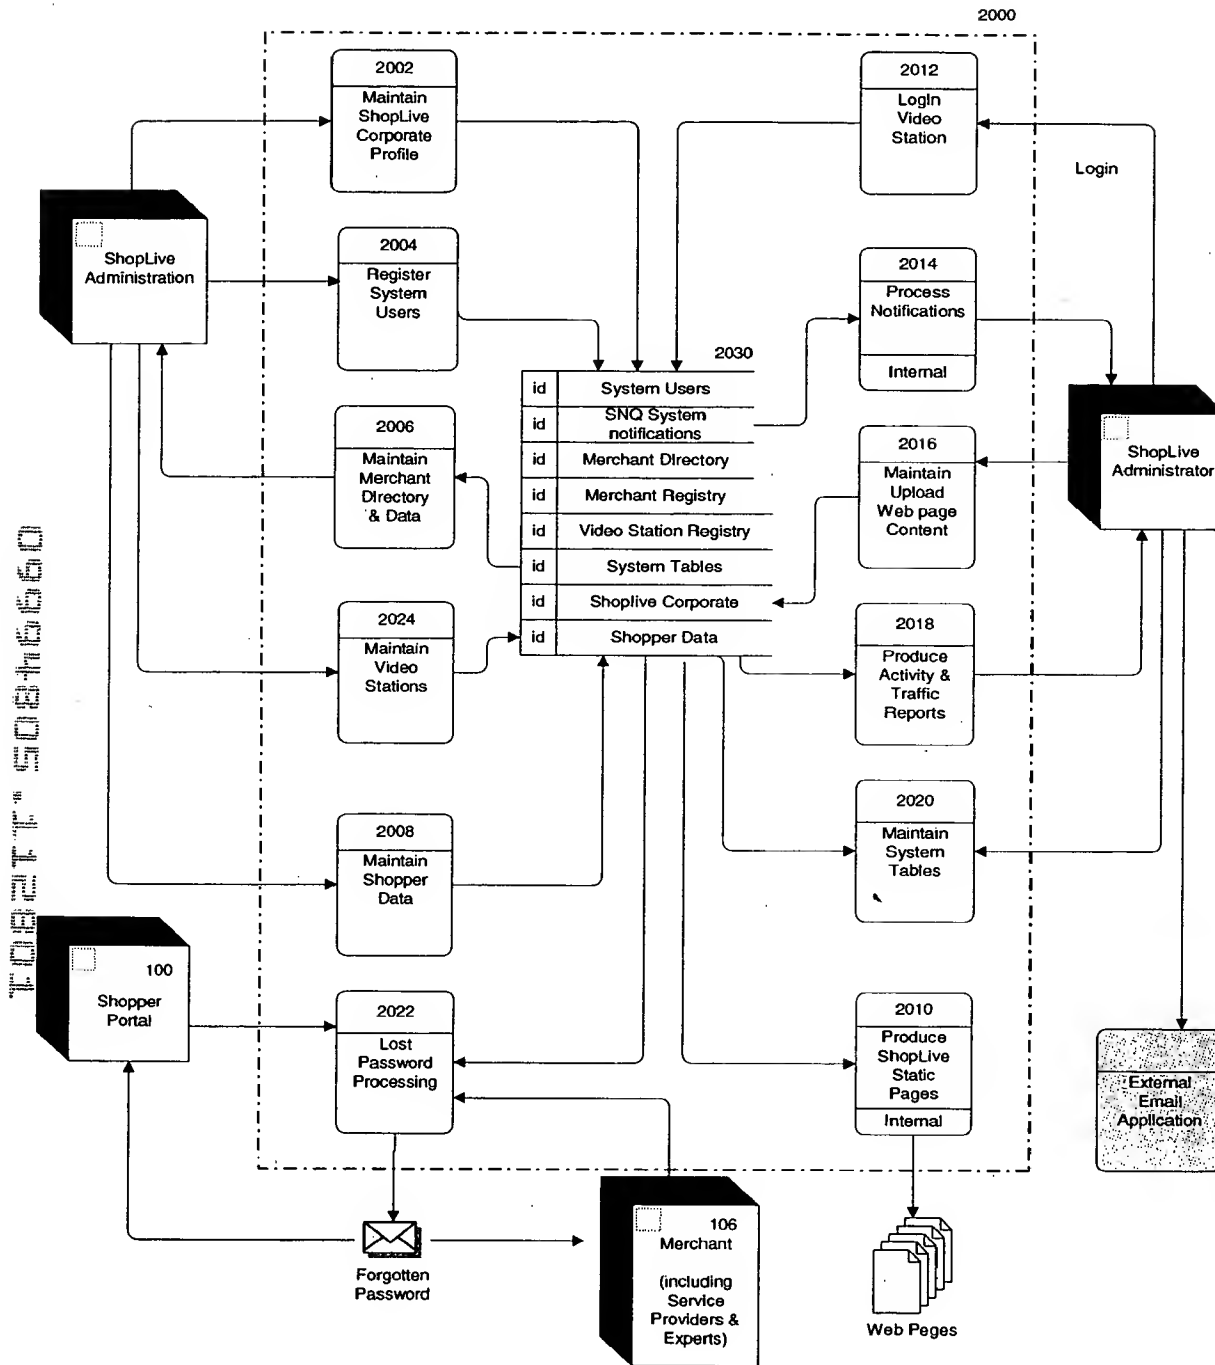 2000
2002
Maintain
ShopLive
Corporate
Profile
2012
LogIn
Video
Station
Login
ShopLive
Administration
2004
Register
System
Users
2014
Process
Notifications
Internal
2030
id System Users
id SNQ System
notifications
id Merchant Directory
id Merchant Registry
id Video Station Registry
id System Tables
id Shoplive Corporate
id Shopper Data
2006
Maintain
Merchant
Directory
& Data
2016
Maintain
Upload
Web page
Content
ShopLive
Administrator
2024
Maintain
Video
Stations
2018
Produce
Activity &
Traffic
Reports
2008
Maintain
Shopper
Data
2020
Maintain
System
Tables
100
Shopper
Portal
2022
Lost
Password
Processing
2010
Produce
ShopLive
Static
Pages
Internal
External
Email
Application
Forgotten
Password
106
Merchant
(including
Service
Providers &
Experts)
Web Peges